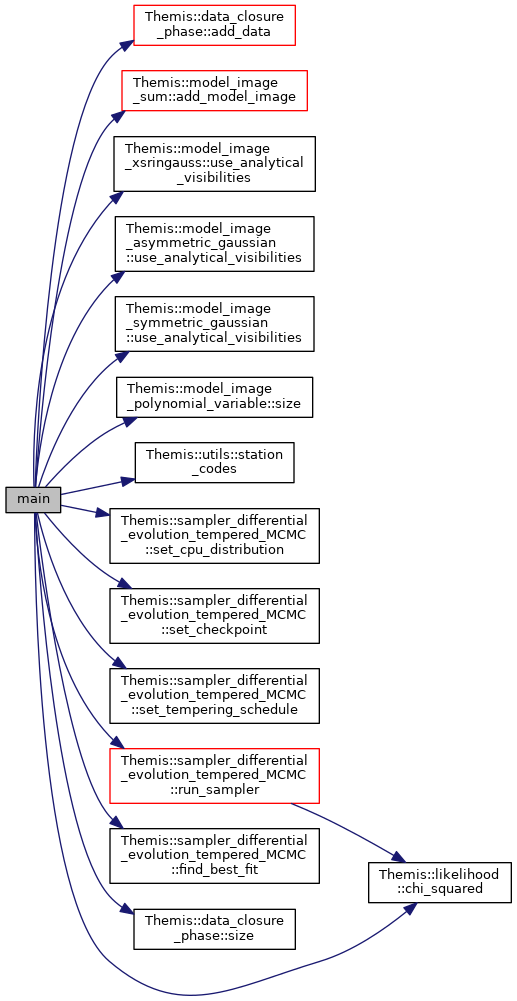 Themis::data_closure
_phase::add_data
Themis::model_image
_sum::add_model_image
Themis::model_image
_xsringauss::use_analytical
_visibilities
Themis::model_image
_asymmetric_gaussian
::use_analytical_visibilities
Themis::model_image
_symmetric_gaussian
::use_analytical_visibilities
Themis::model_image
_polynomial_variable::size
Themis::utils::station
_codes
main
Themis::sampler_differential
_evolution_tempered_MCMC
::set_cpu_distribution
Themis::sampler_differential
_evolution_tempered_MCMC
::set_checkpoint
Themis::sampler_differential
_evolution_tempered_MCMC
::set_tempering_schedule
Themis::sampler_differential
_evolution_tempered_MCMC
::run_sampler
Themis::sampler_differential
_evolution_tempered_MCMC
::find_best_fit
Themis::likelihood
::chi_squared
Themis::data_closure
_phase::size